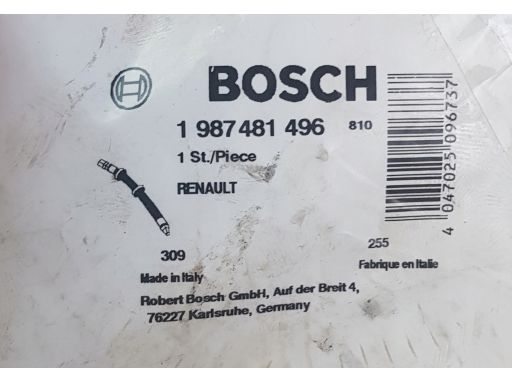 BOSCH
1 987 481 496 810
1 St./Piece
RENAULT
4 047025 096737
309
255
Made in Italy
Fabrique en Italie
Robert Bosch GmbH, Auf der Breit 4,
76227 Karlsruhe, Germany